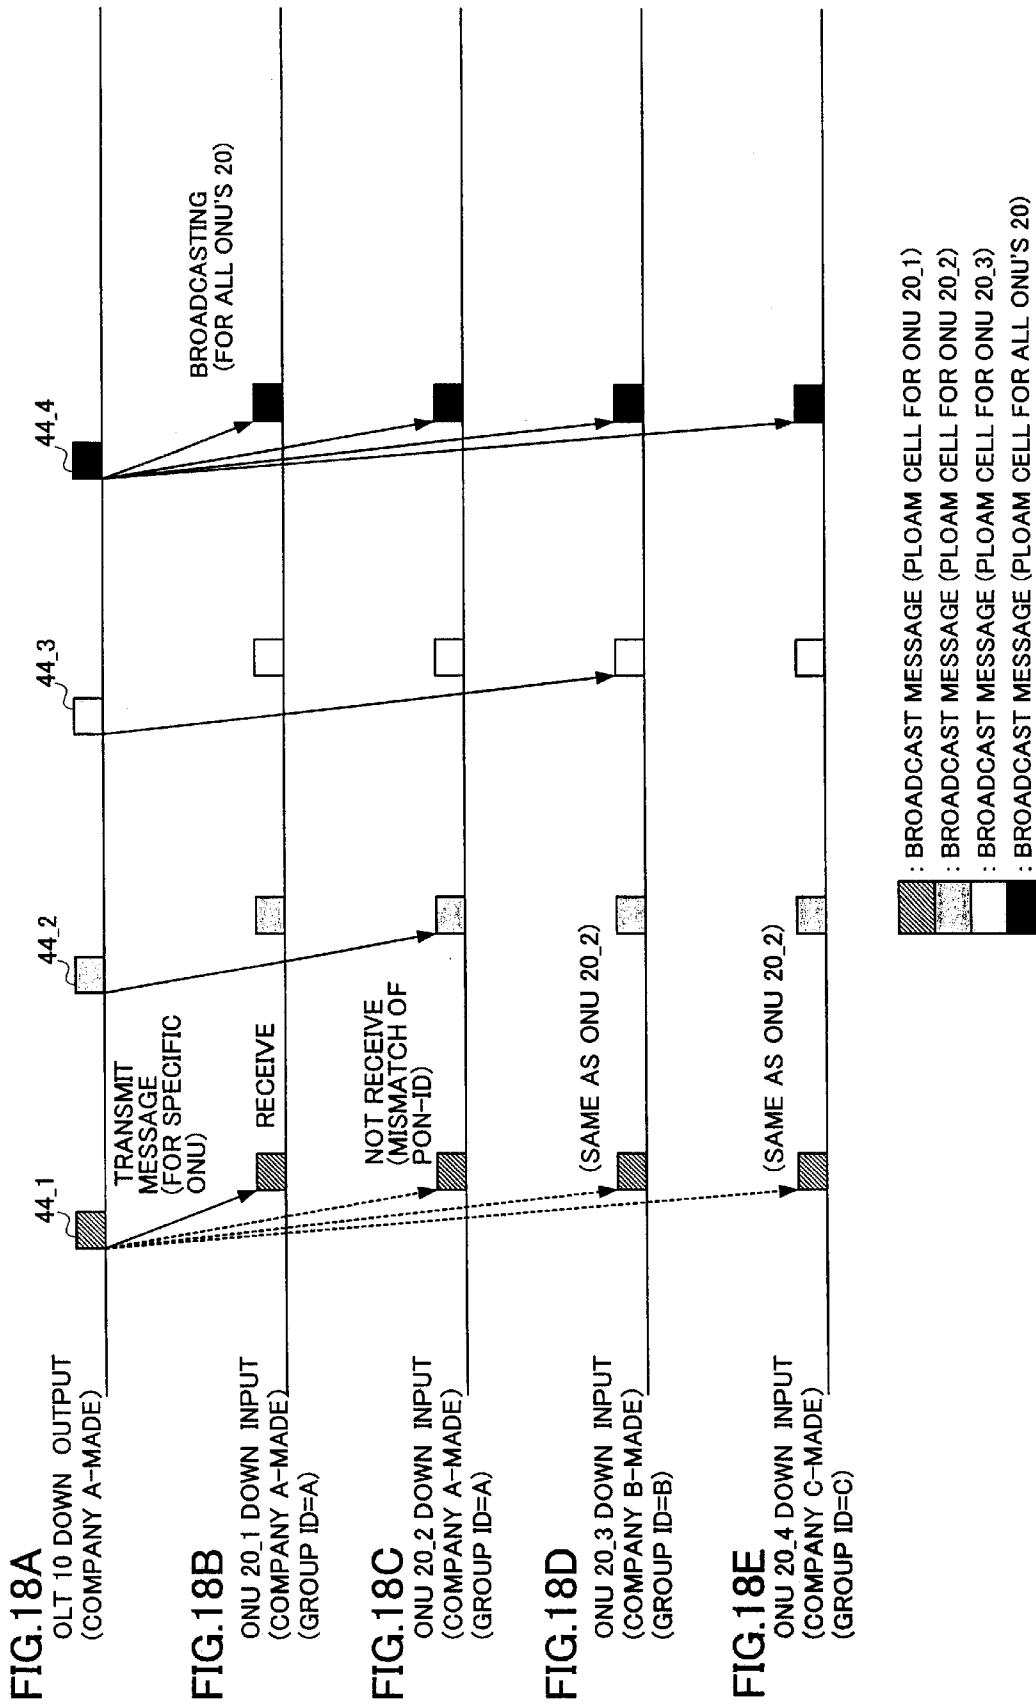 FIG.18A
OLT 10 DOWN OUTPUT
(COMPANY A-MADE)
44_1
44_2
44_3
44_4
TRANSMIT
MESSAGE
(FOR SPECIFIC
ONU)
FIG.18B
ONU 20_1 DOWN INPUT
(COMPANY A-MADE)
(GROUP ID=A)
RECEIVE
BROADCASTING
(FOR ALL ONU'S 20)
FIG.18C
ONU 20_2 DOWN INPUT
(COMPANY A-MADE)
(GROUP ID=A)
NOT RECEIVE
(MISMATCH OF
PON-ID)
FIG.18D
ONU 20_3 DOWN INPUT
(COMPANY B-MADE)
(GROUP ID=B)
(SAME AS ONU 20_2)
FIG.18E
ONU 20_4 DOWN INPUT
(COMPANY C-MADE)
(GROUP ID=C)
(SAME AS ONU 20_2)
: BROADCAST MESSAGE (PLOAM CELL FOR ONU 20_1)
: BROADCAST MESSAGE (PLOAM CELL FOR ONU 20_2)
: BROADCAST MESSAGE (PLOAM CELL FOR ONU 20_3)
: BROADCAST MESSAGE (PLOAM CELL FOR ALL ONU'S 20)